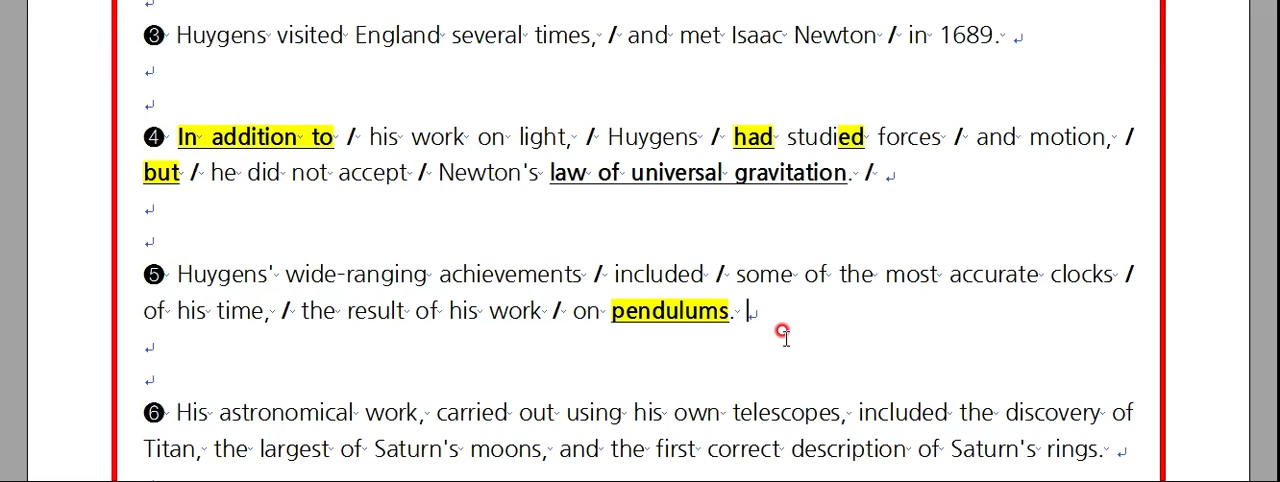 ❸ Huygens visited England several times, / and met Isaac Newton / in 1689.
❹ In addition to / his work on light, / Huygens / had studied forces / and motion, /
but / he did not accept / Newton's law of universal gravitation. /
❺ Huygens' wide-ranging achievements / included / some of the most accurate clocks /
of his time, / the result of his work / on pendulums.
❻ His astronomical work, carried out using his own telescopes, included the discovery of
Titan, the largest of Saturn's moons, and the first correct description of Saturn's rings.